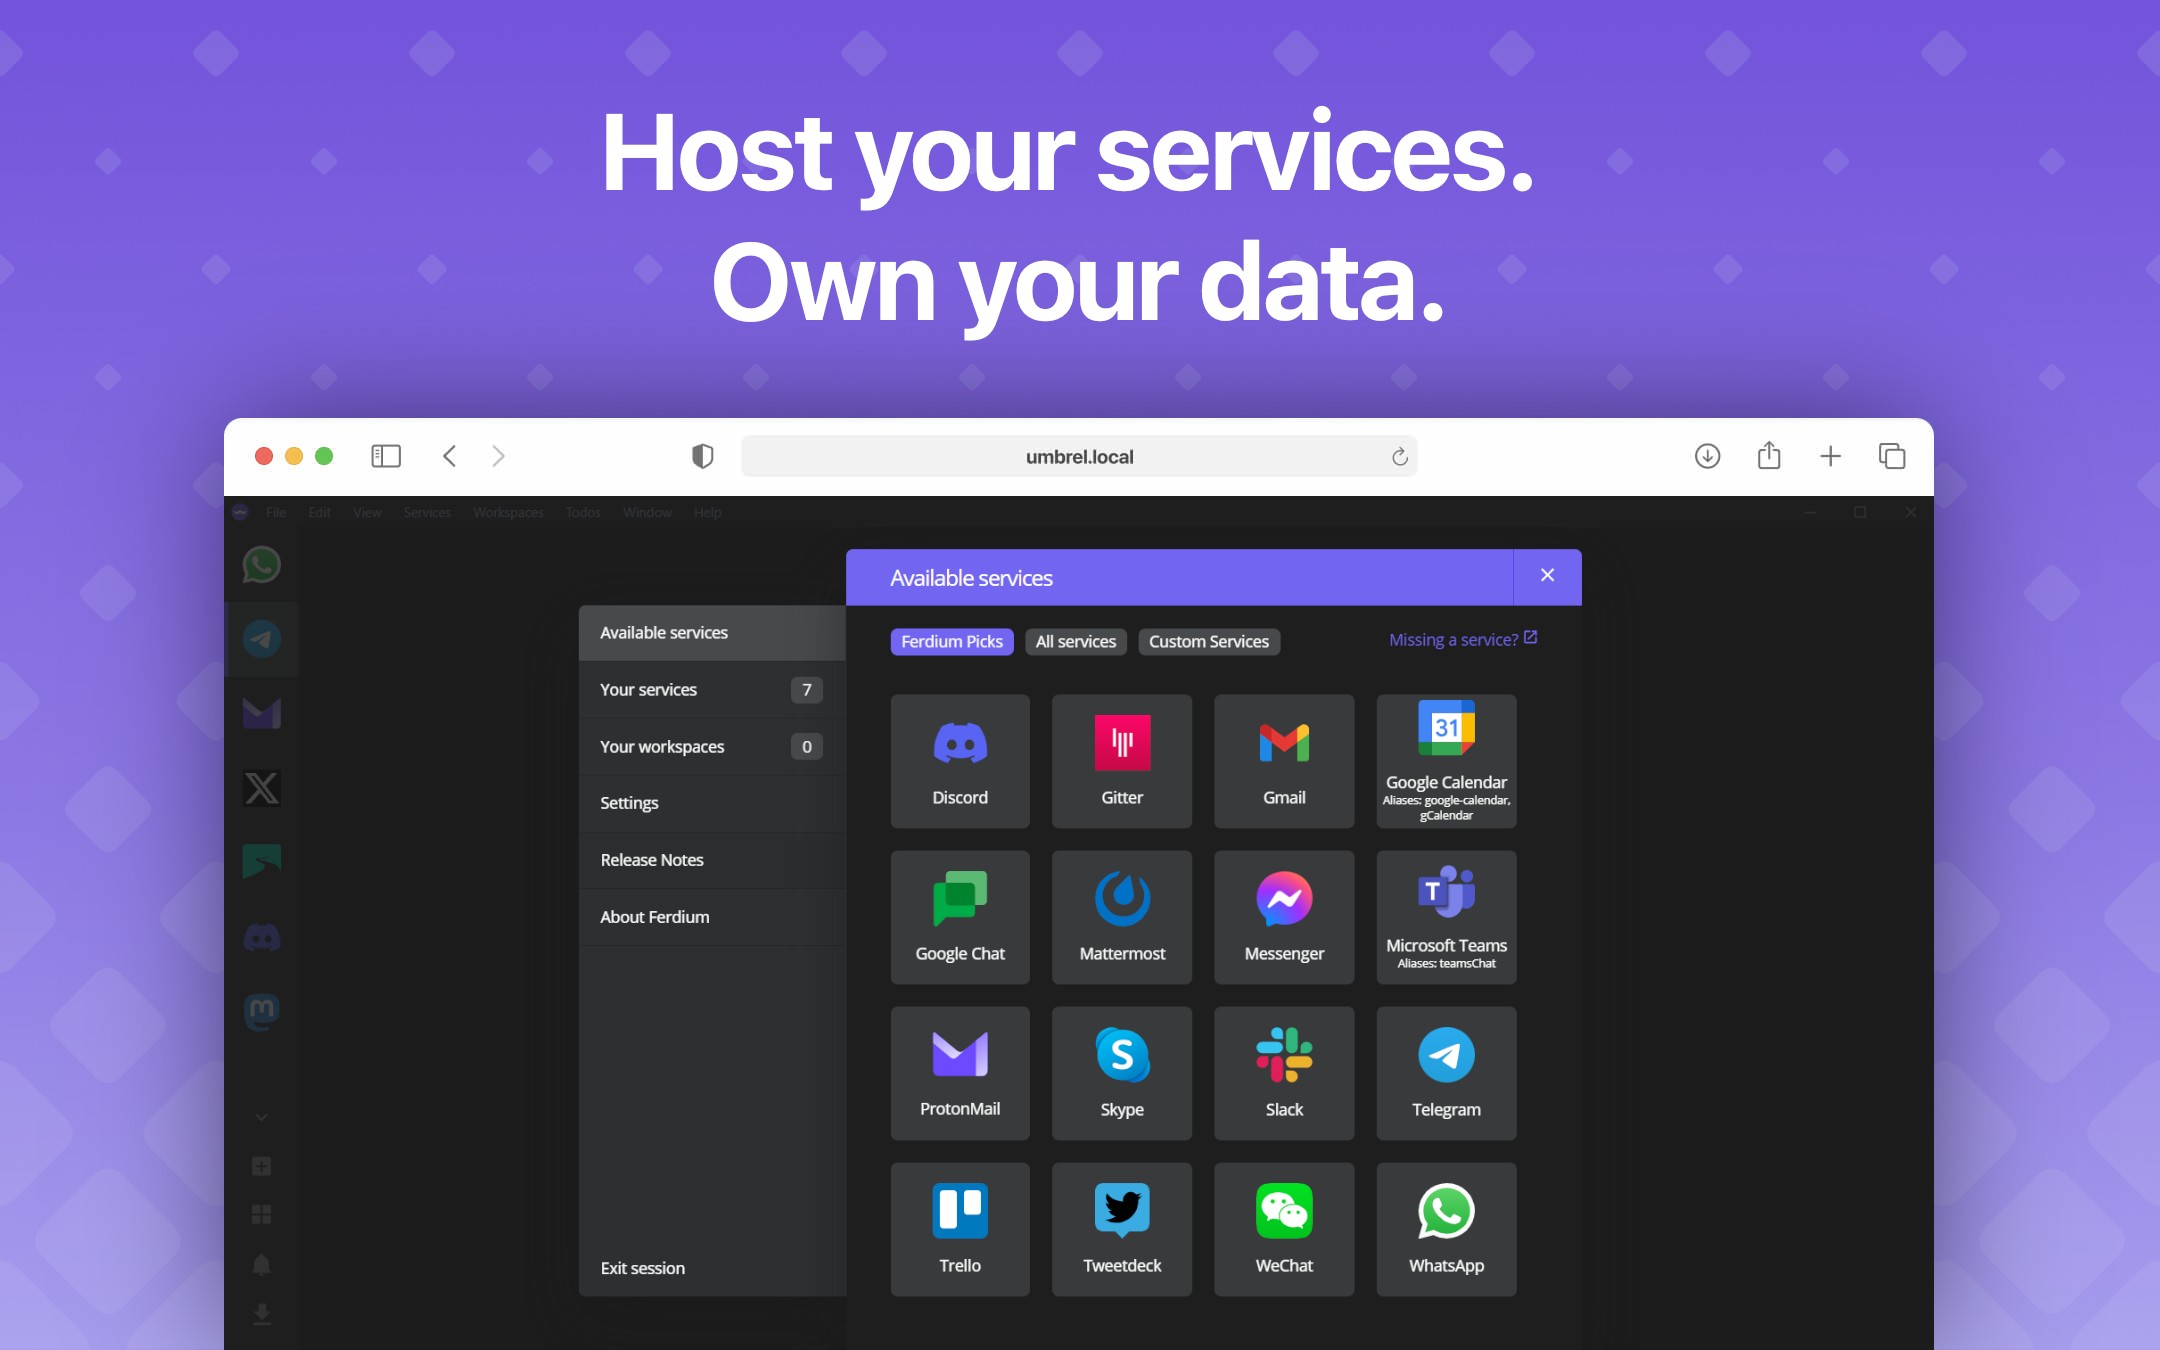 Host your services.
Own your data.
umbrel.local
File Edit View Services Workspaces Todos Window Help
Available services
Available services
Your services 7
Your workspaces 0
Settings
Release Notes
About Ferdium
Exit session
Ferdium Picks All services Custom Services Missing a service?
Discord Gitter Gmail 31 Google Calendar
Aliases: google-calendar,
gCalendar
Google Chat Mattermost Messenger T Microsoft Teams
Aliases: teamsChat
ProtonMail S Skype Slack Telegram
Trello Tweetdeck WeChat WhatsApp